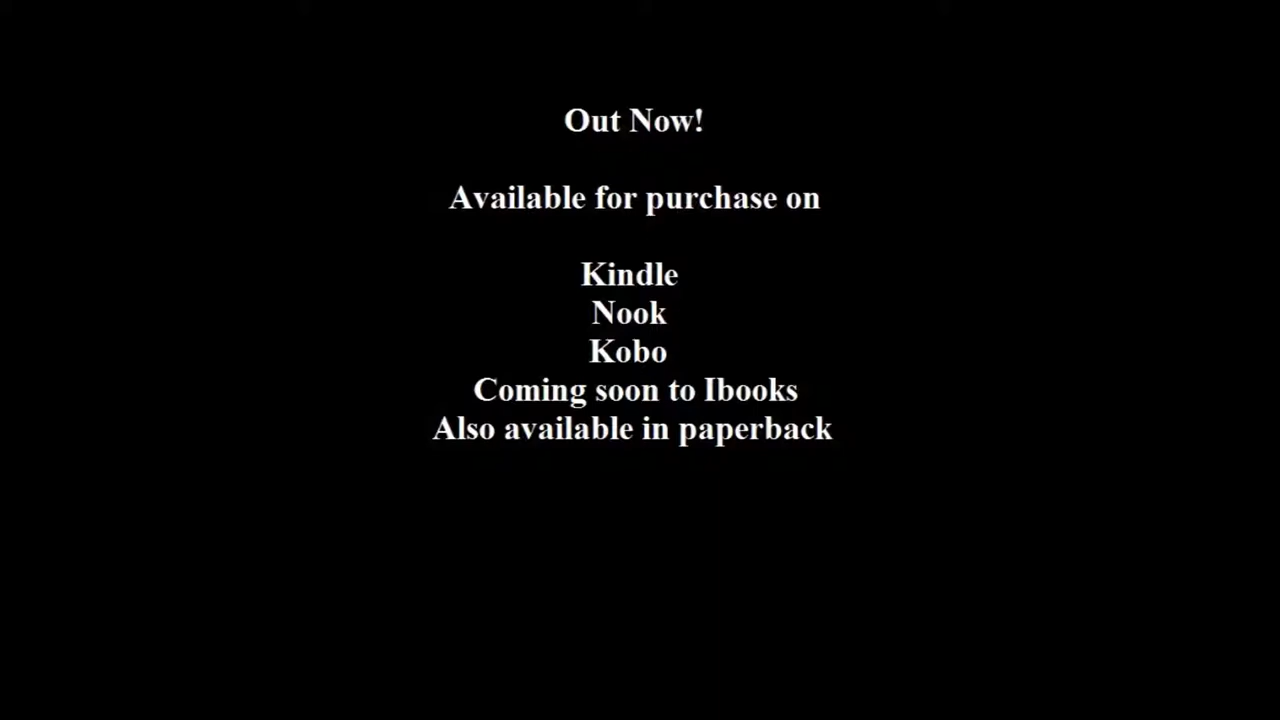 Out Now!
Available for purchase on
Kindle
Nook
Kobo
Coming soon to Ibooks
Also available in paperback